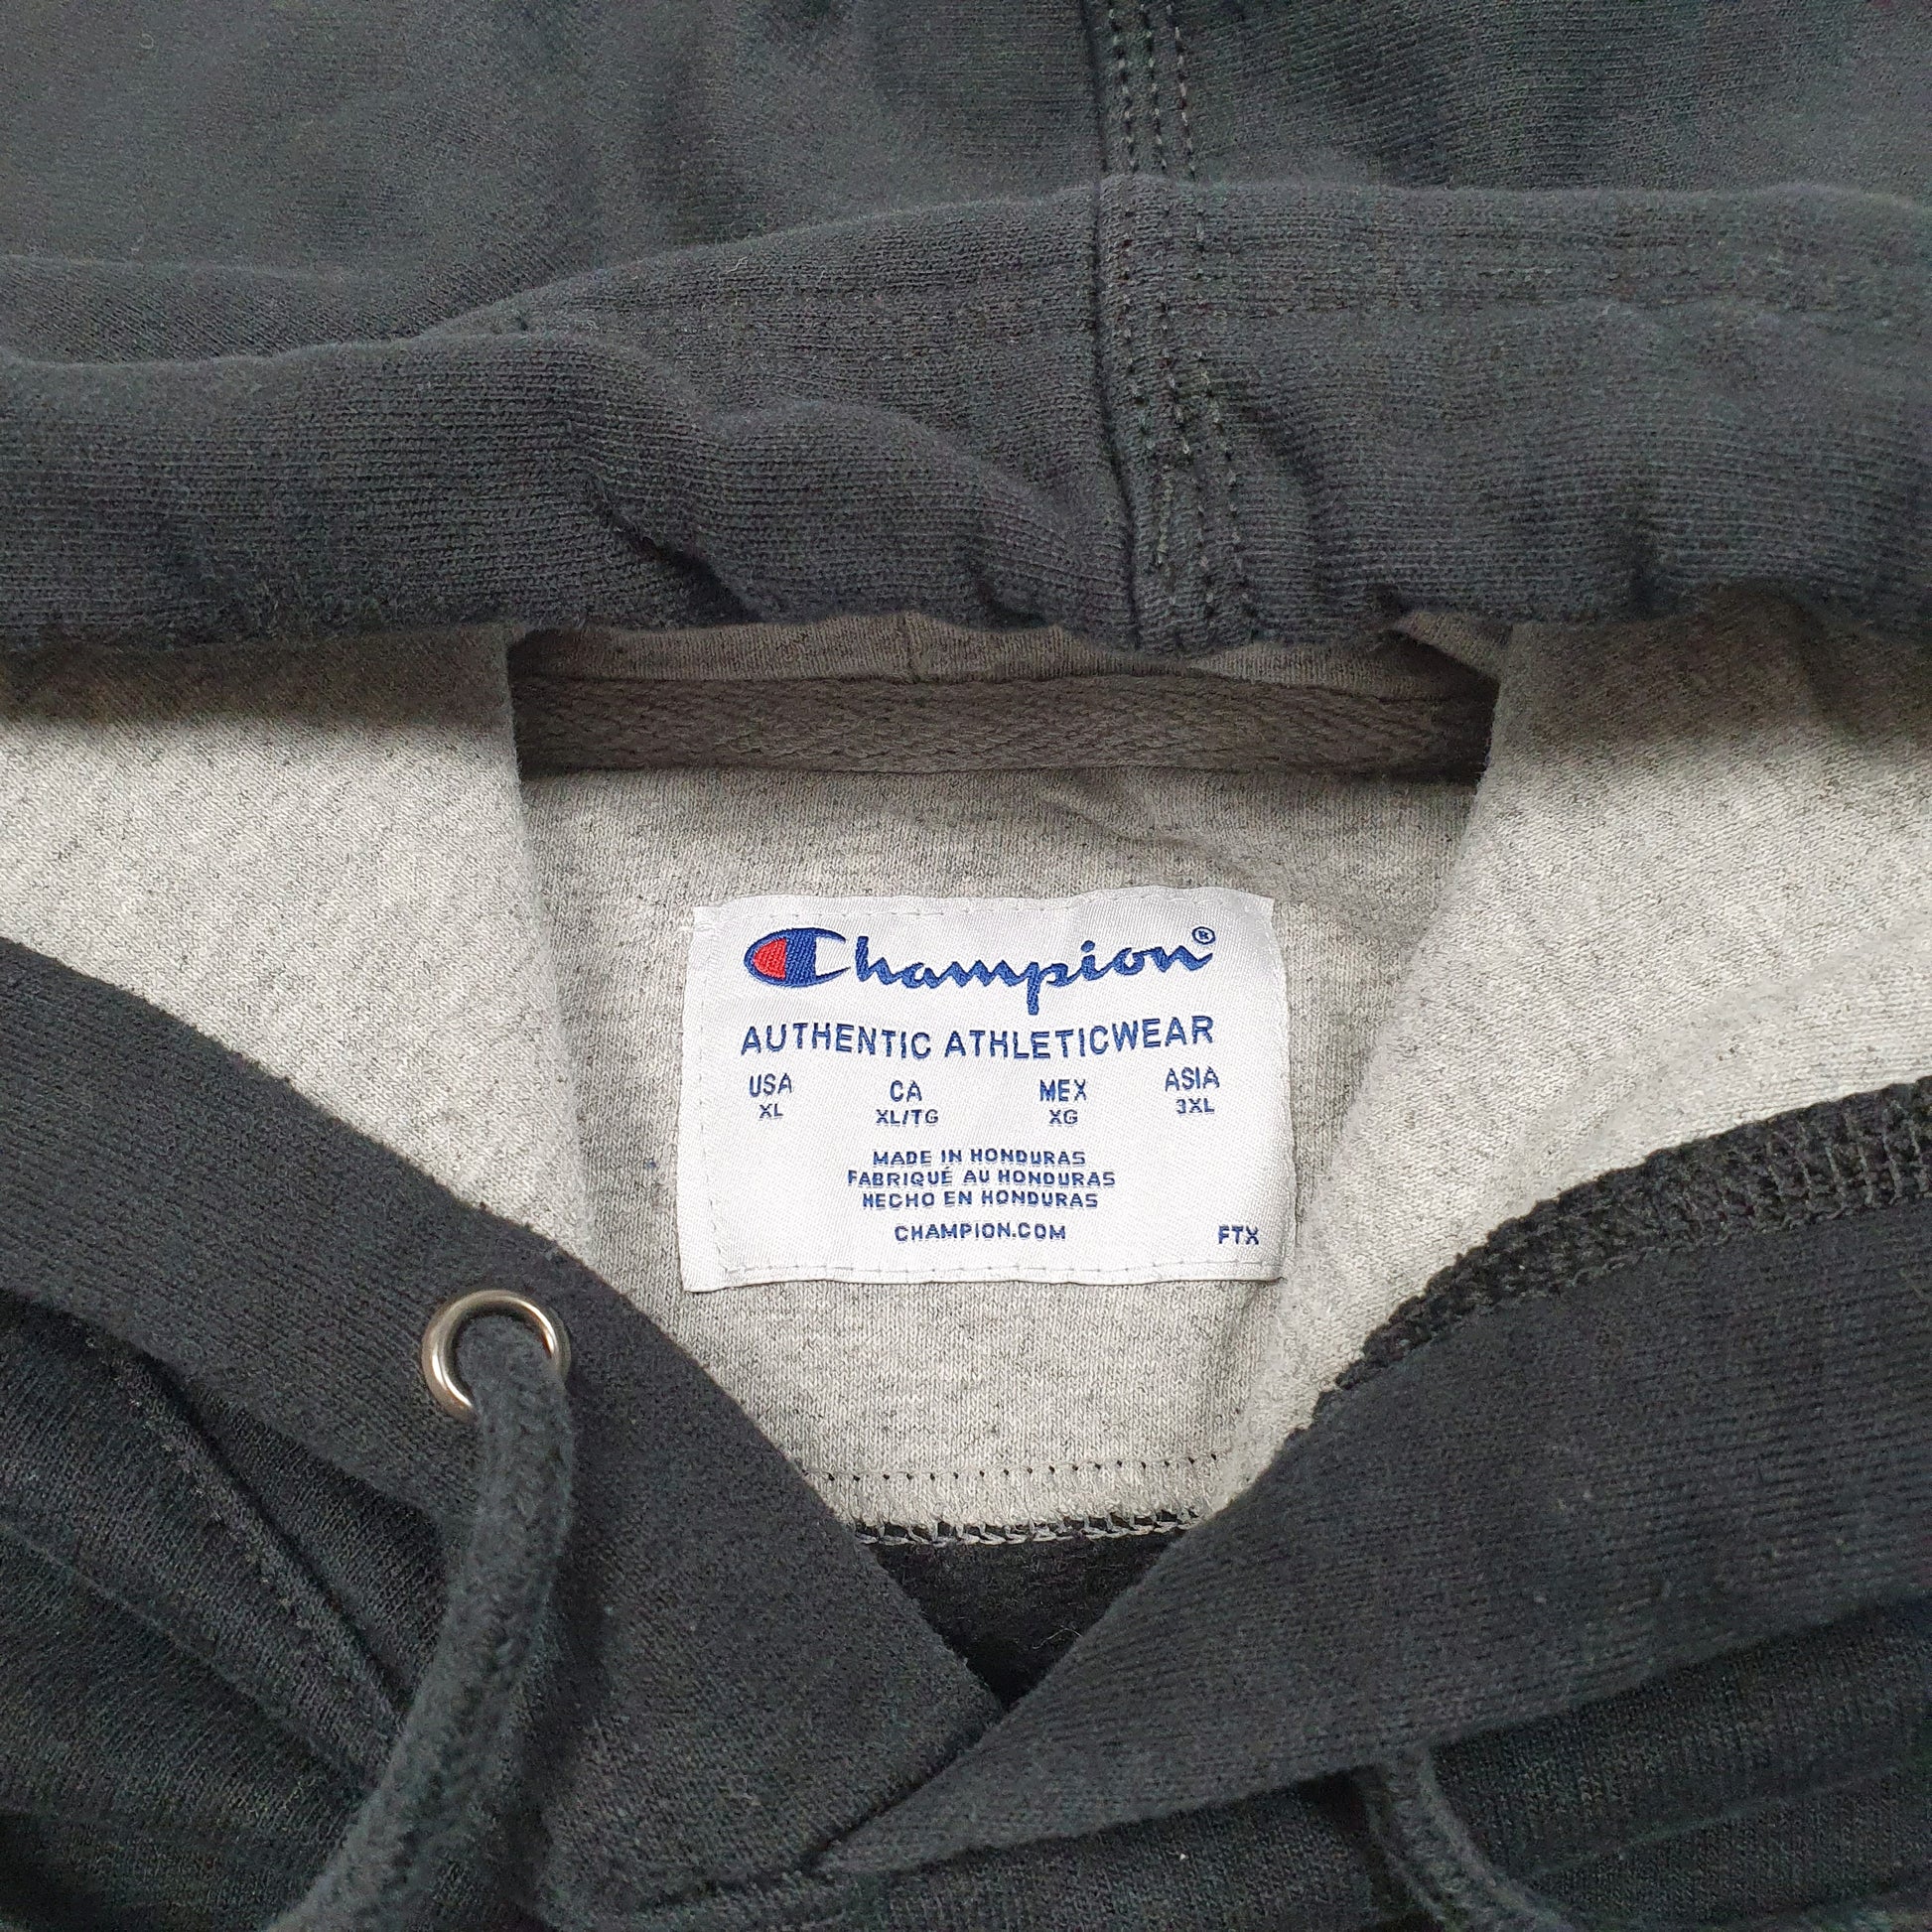 Champion®
AUTHENTIC ATHLETICWEAR
USA CA MEX ASIA
XL XL/TG XG 3XL
MADE IN HONDURAS
FABRIQUÉ AU HONDURAS
HECHO EN HONDURAS
CHAMPION.COM FTX